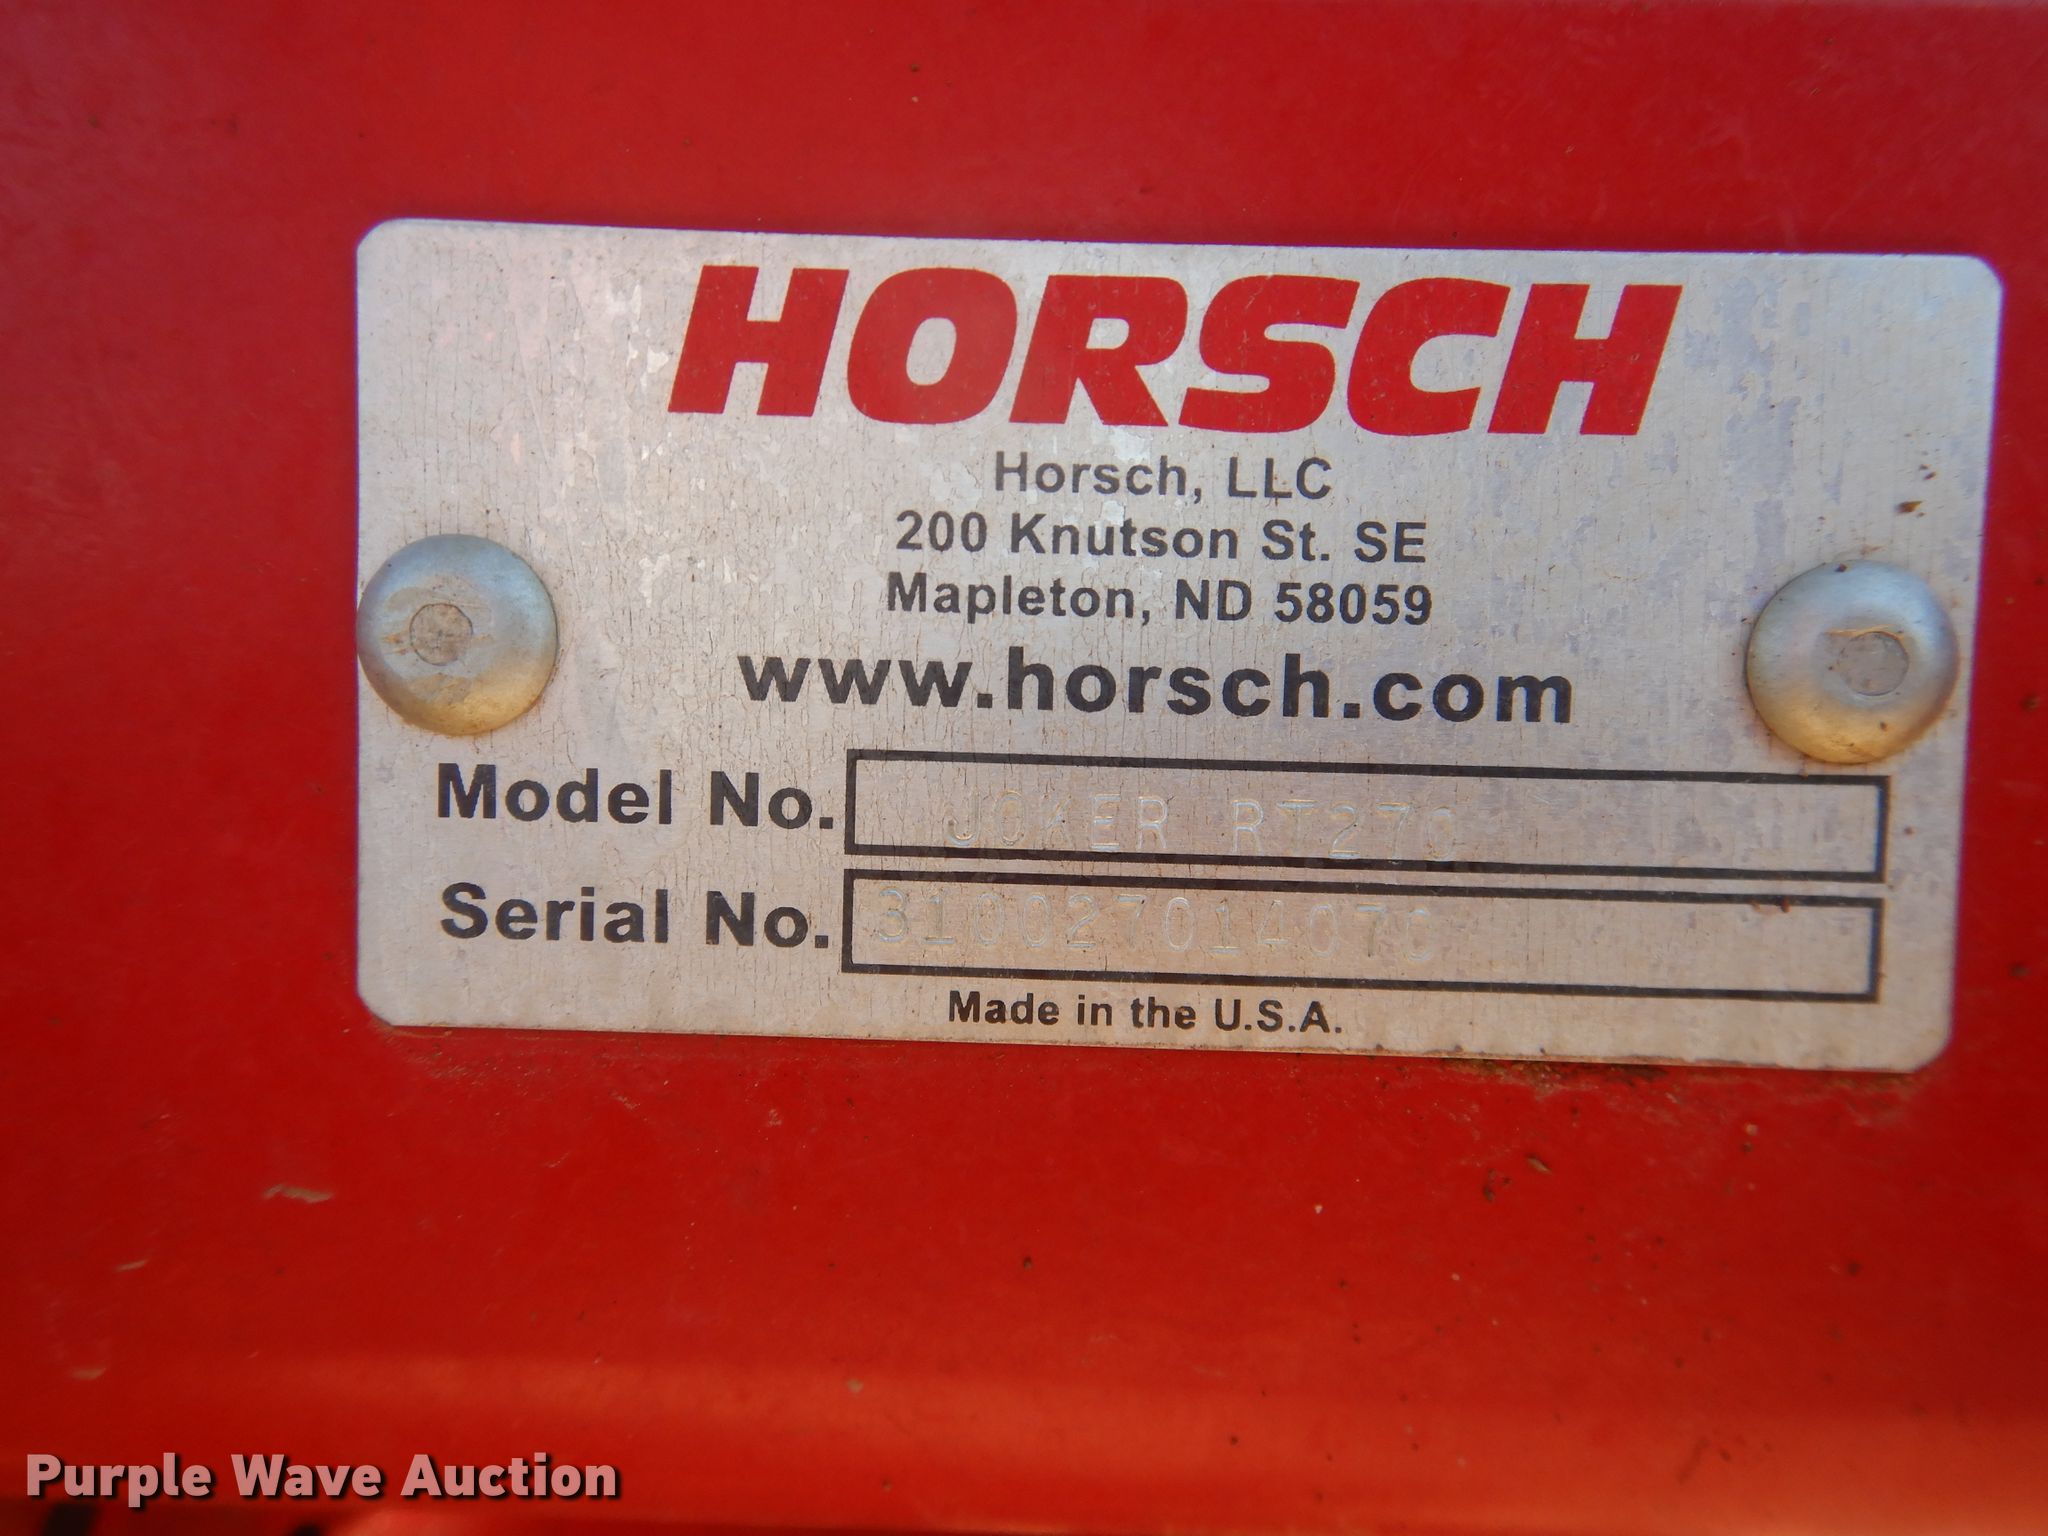 HORSCH
Horsch, LLC
200 Knutson St. SE
Mapleton, ND 58059
www.horsch.com
Model No. JOKER RT270
Serial No. 310027014070
Made in the U.S.A.
Purple Wave Auction